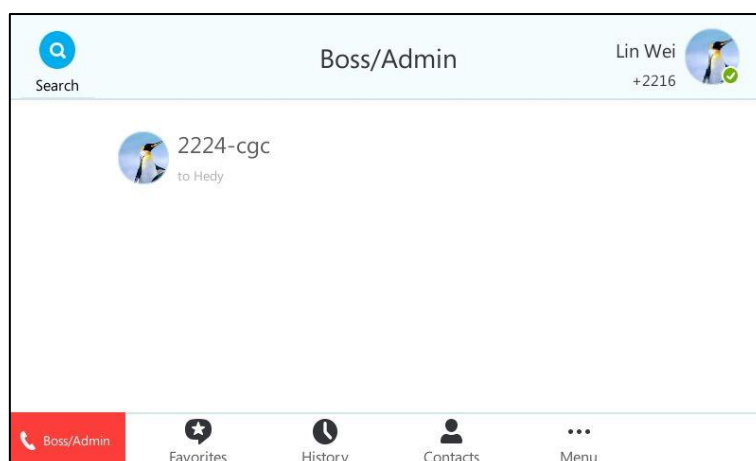 Search
Boss/Admin
Lin Wei
+2216
2224-cgc
to Hedy
Boss/Admin
Favorites
History
Contacts
Menu